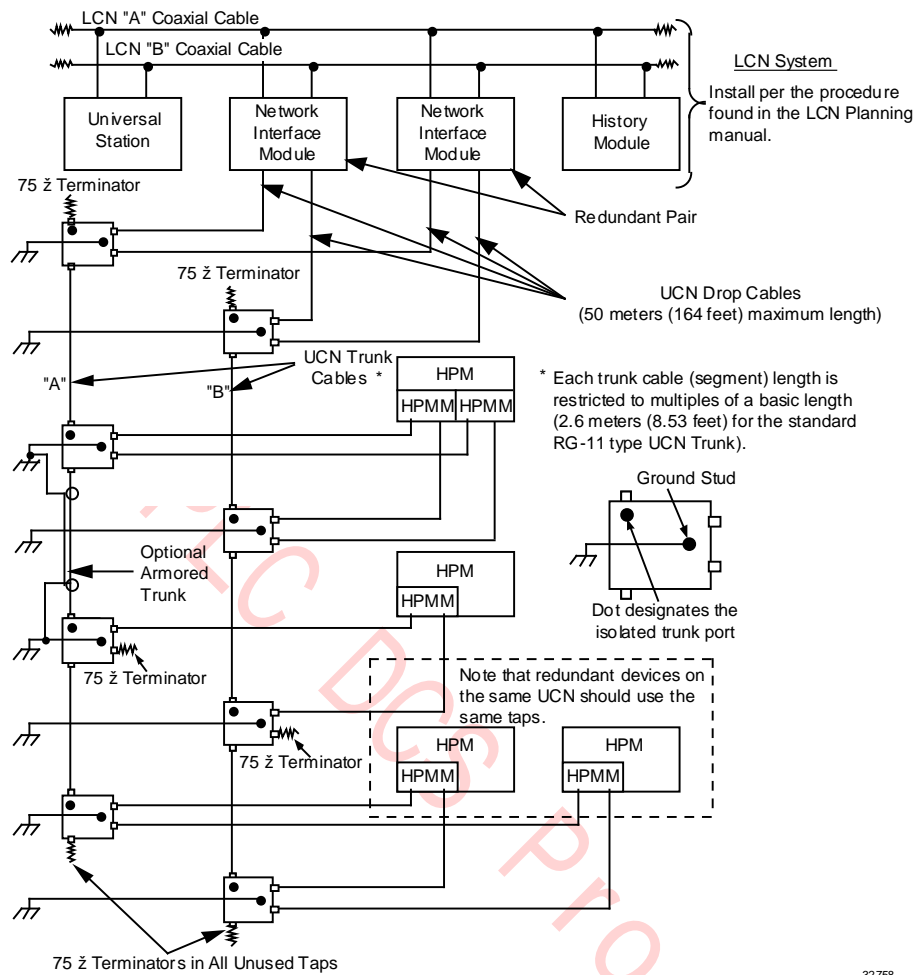 LCN "A" Coaxial Cable
LCN "B" Coaxial Cable
LCN System
Install per the procedure
found in the LCN Planning
manual.
Universal
Station
Network
Interface
Module
Network
Interface
Module
History
Module
75 ž Terminator
Redundant Pair
75 ž Terminator
UCN Drop Cables
(50 meters (164 feet) maximum length)
UCN Trunk
Cables *
"A"
"B"
HPM
HPMM HPMM
* Each trunk cable (segment) length is
restricted to multiples of a basic length
(2.6 meters (8.53 feet) for the standard
RG-11 type UCN Trunk).
Ground Stud
Dot designates the
isolated trunk port
Optional
Armored
Trunk
HPM
HPMM
75 ž Terminator
Note that redundant devices on
the same UCN should use the
same taps.
75 ž Terminator
HPM
HPMM
HPM
HPMM
75 ž Terminators in All Unused Taps
32758
LC DCS Pro